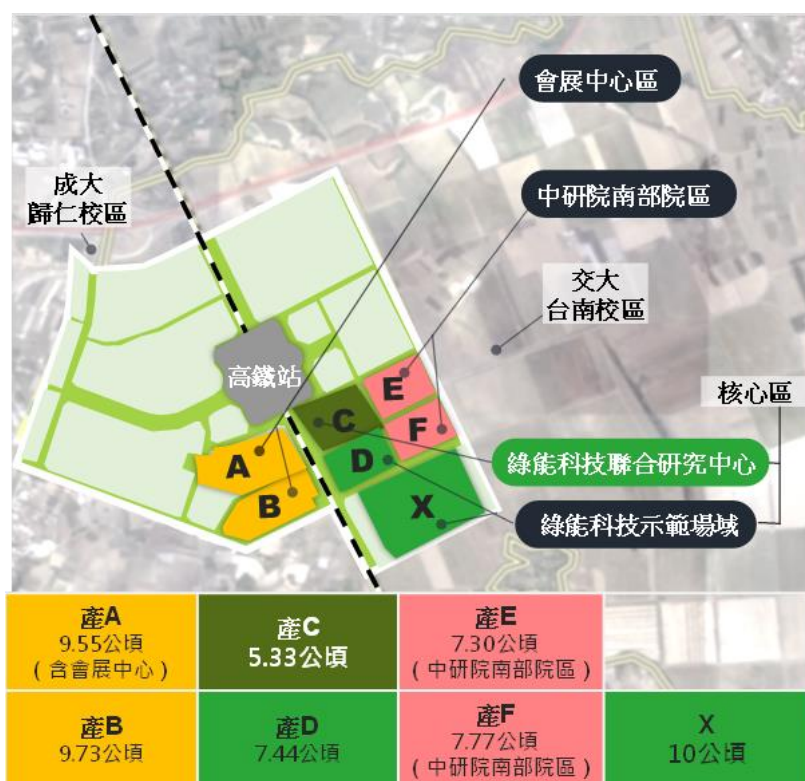 會展中心區
成大
歸仁校區
中研院南部院區
交大
台南校區
高鐵站
核心區
E
C
F
A
D
綠能科技聯合研究中心
B
X
綠能科技示範場域
產A
9.55公頃
(含會展中心)
產C
5.33公頃
產E
7.30公頃
(中研院南部院區)
產B
9.73公頃
產D
7.44公頃
產F
7.77公頃
(中研院南部院區)
X
10公頃